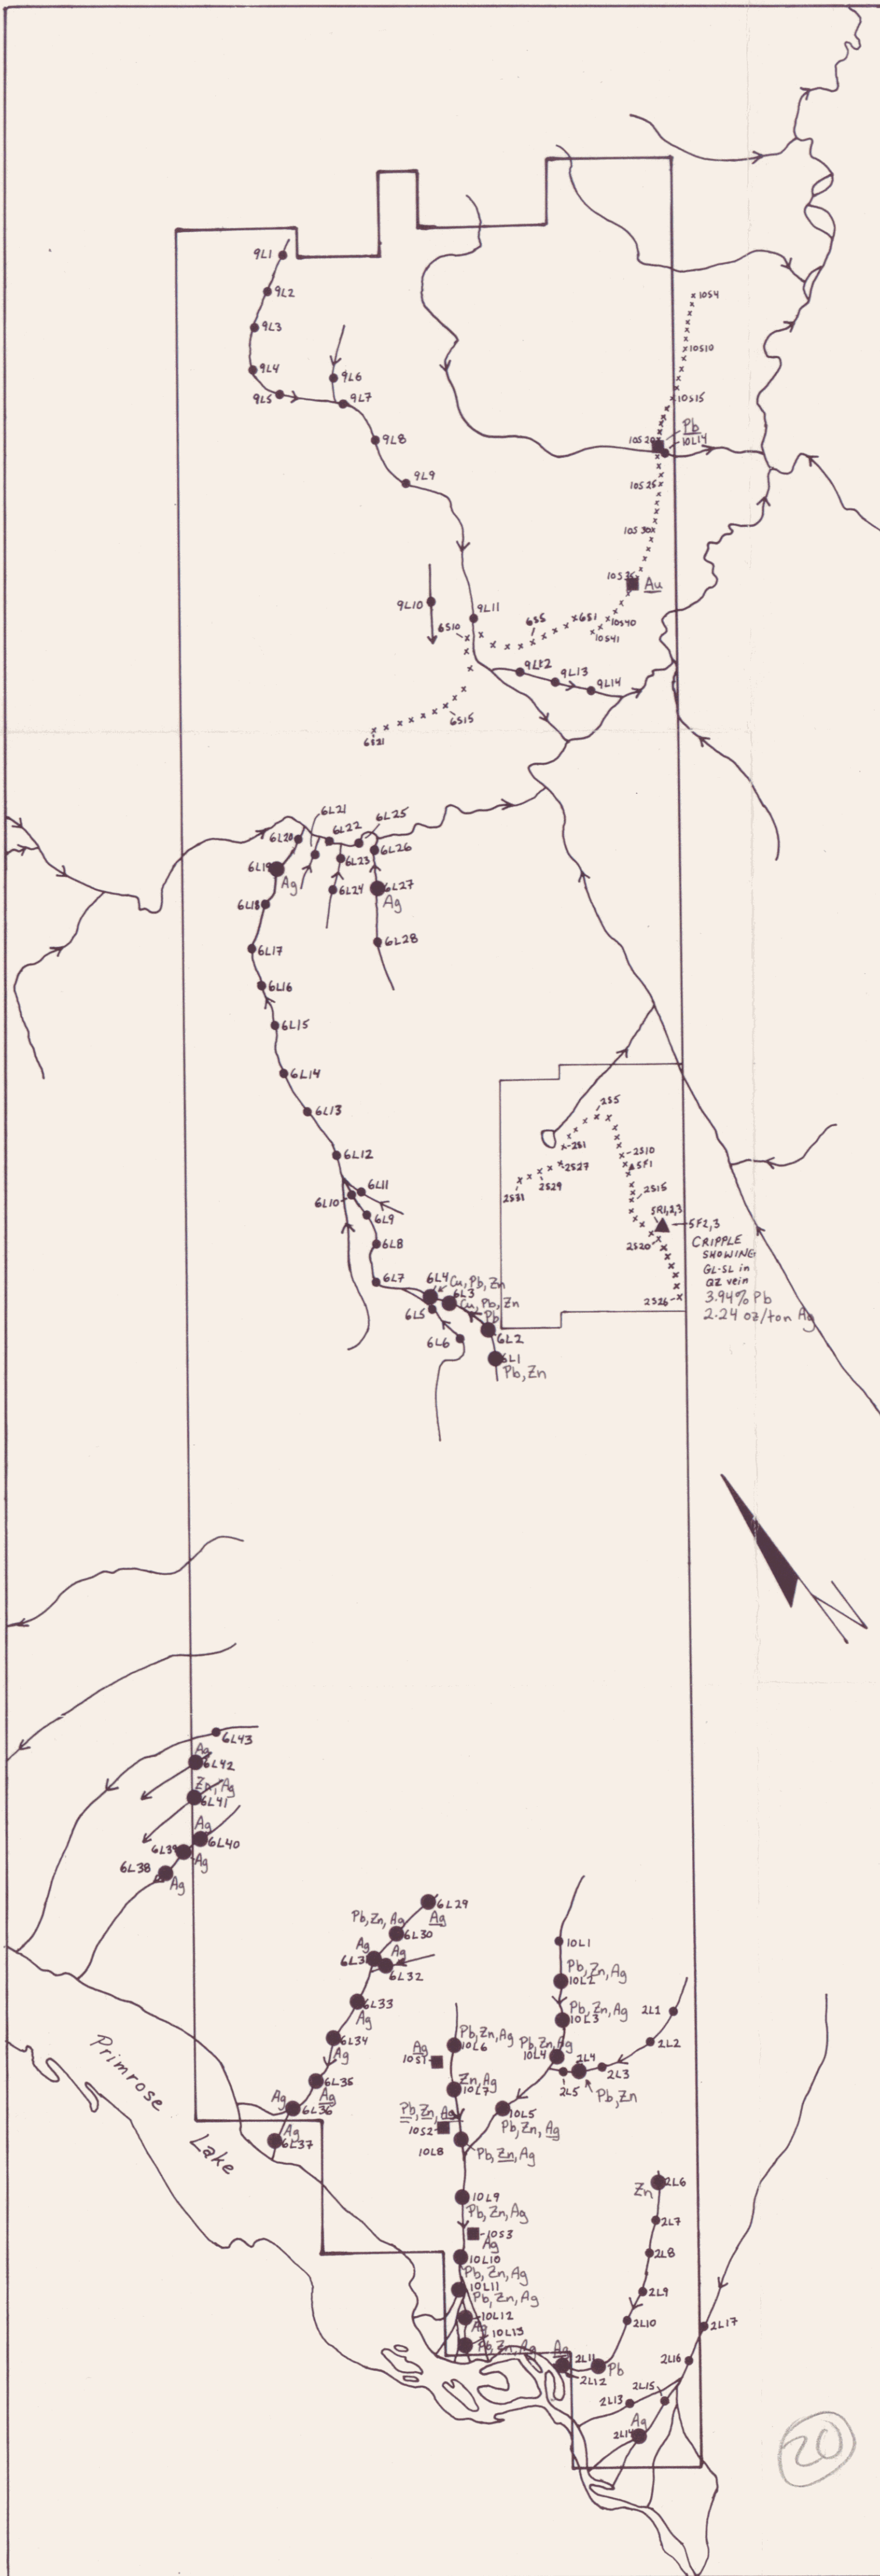 9L1
9L2
10S4
9L3
10S10
9L4
9L6
9L5
9L7
10S15
Pb
9L8
10S20
10L14
9L9
10S25
10S30
10S35
Au
9L10
9L11
6S10
6S5
6S1
10S40
10S41
9L12
9L13
9L14
6S15
6S21
6L21
6L25
6L20
6L22
6L26
6L23
6L19
Ag
6L24
6L27
Ag
6L18
6L28
6L17
6L16
6L15
6L14
6L13
2S5
2S1
2S10
6L12
2S27
5F1
2S31
2S29
6L11
2S15
6L10
6L9
5R1,2,3
5F2,3
6L8
2S20
CRIPPLE
SHOWING
GL-SL in
QZ vein
3.94% Pb
2.24 oz/ton Ag
6L7
6L4
Cu, Pb, Zn
6L3
Cu, Pb, Zn
2S26
6L5
Pb
6L6
6L2
6L1
Pb, Zn
6L43
Ag
6L42
Zn, Ag
6L41
Ag
6L40
6L39
Ag
6L38
Ag
6L29
Ag
Pb, Zn, Ag
6L30
Ag
6L31
Ag
6L32
10L1
Pb, Zn, Ag
10L2
6L33
Ag
Pb, Zn, Ag
10L3
2L1
6L34
Ag
Pb, Zn, Ag
10L6
2L2
Ag
10S1
Pb, Zn, Ag
10L4
2L4
2L3
2L5
Pb, Zn
6L35
Ag
Zn, Ag
10L7
Ag
6L36
Pb, Zn, Ag
10S2
10L5
Pb, Zn, Ag
Ag
6L37
10L8
Pb, Zn, Ag
Primrose
Lake
Zn
2L6
10L9
Pb, Zn, Ag
2L7
10S3
Ag
2L8
10L10
Pb, Zn, Ag
10L11
Pb, Zn, Ag
2L9
10L12
Ag
2L10
2L17
10L13
Pb, Zn, Ag
Ag
2L11
Pb
2L12
2L16
2L15
2L13
Ag
2L14
20